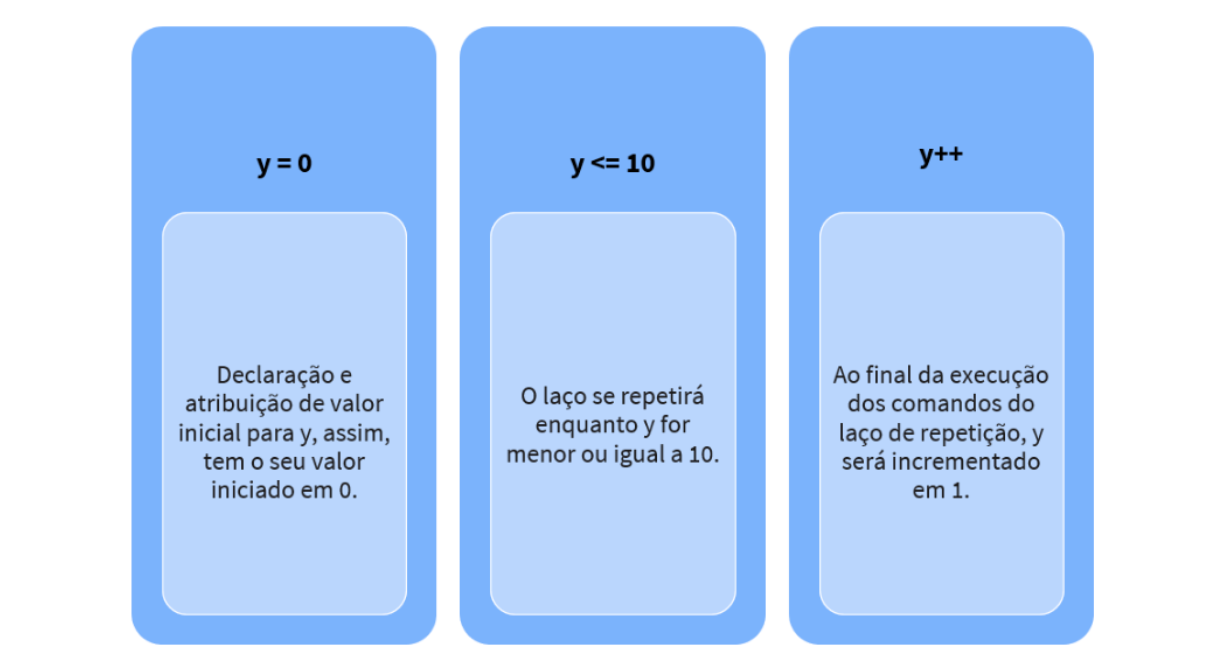 y = 0
Declaração e
atribuição de valor
inicial para y, assim,
tem o seu valor
iniciado em 0.
y <= 10
O laço se repetirá
enquanto y for
menor ou igual a 10.
y++
Ao final da execução
dos comandos do
laço de repetição, y
será incrementado
em 1.